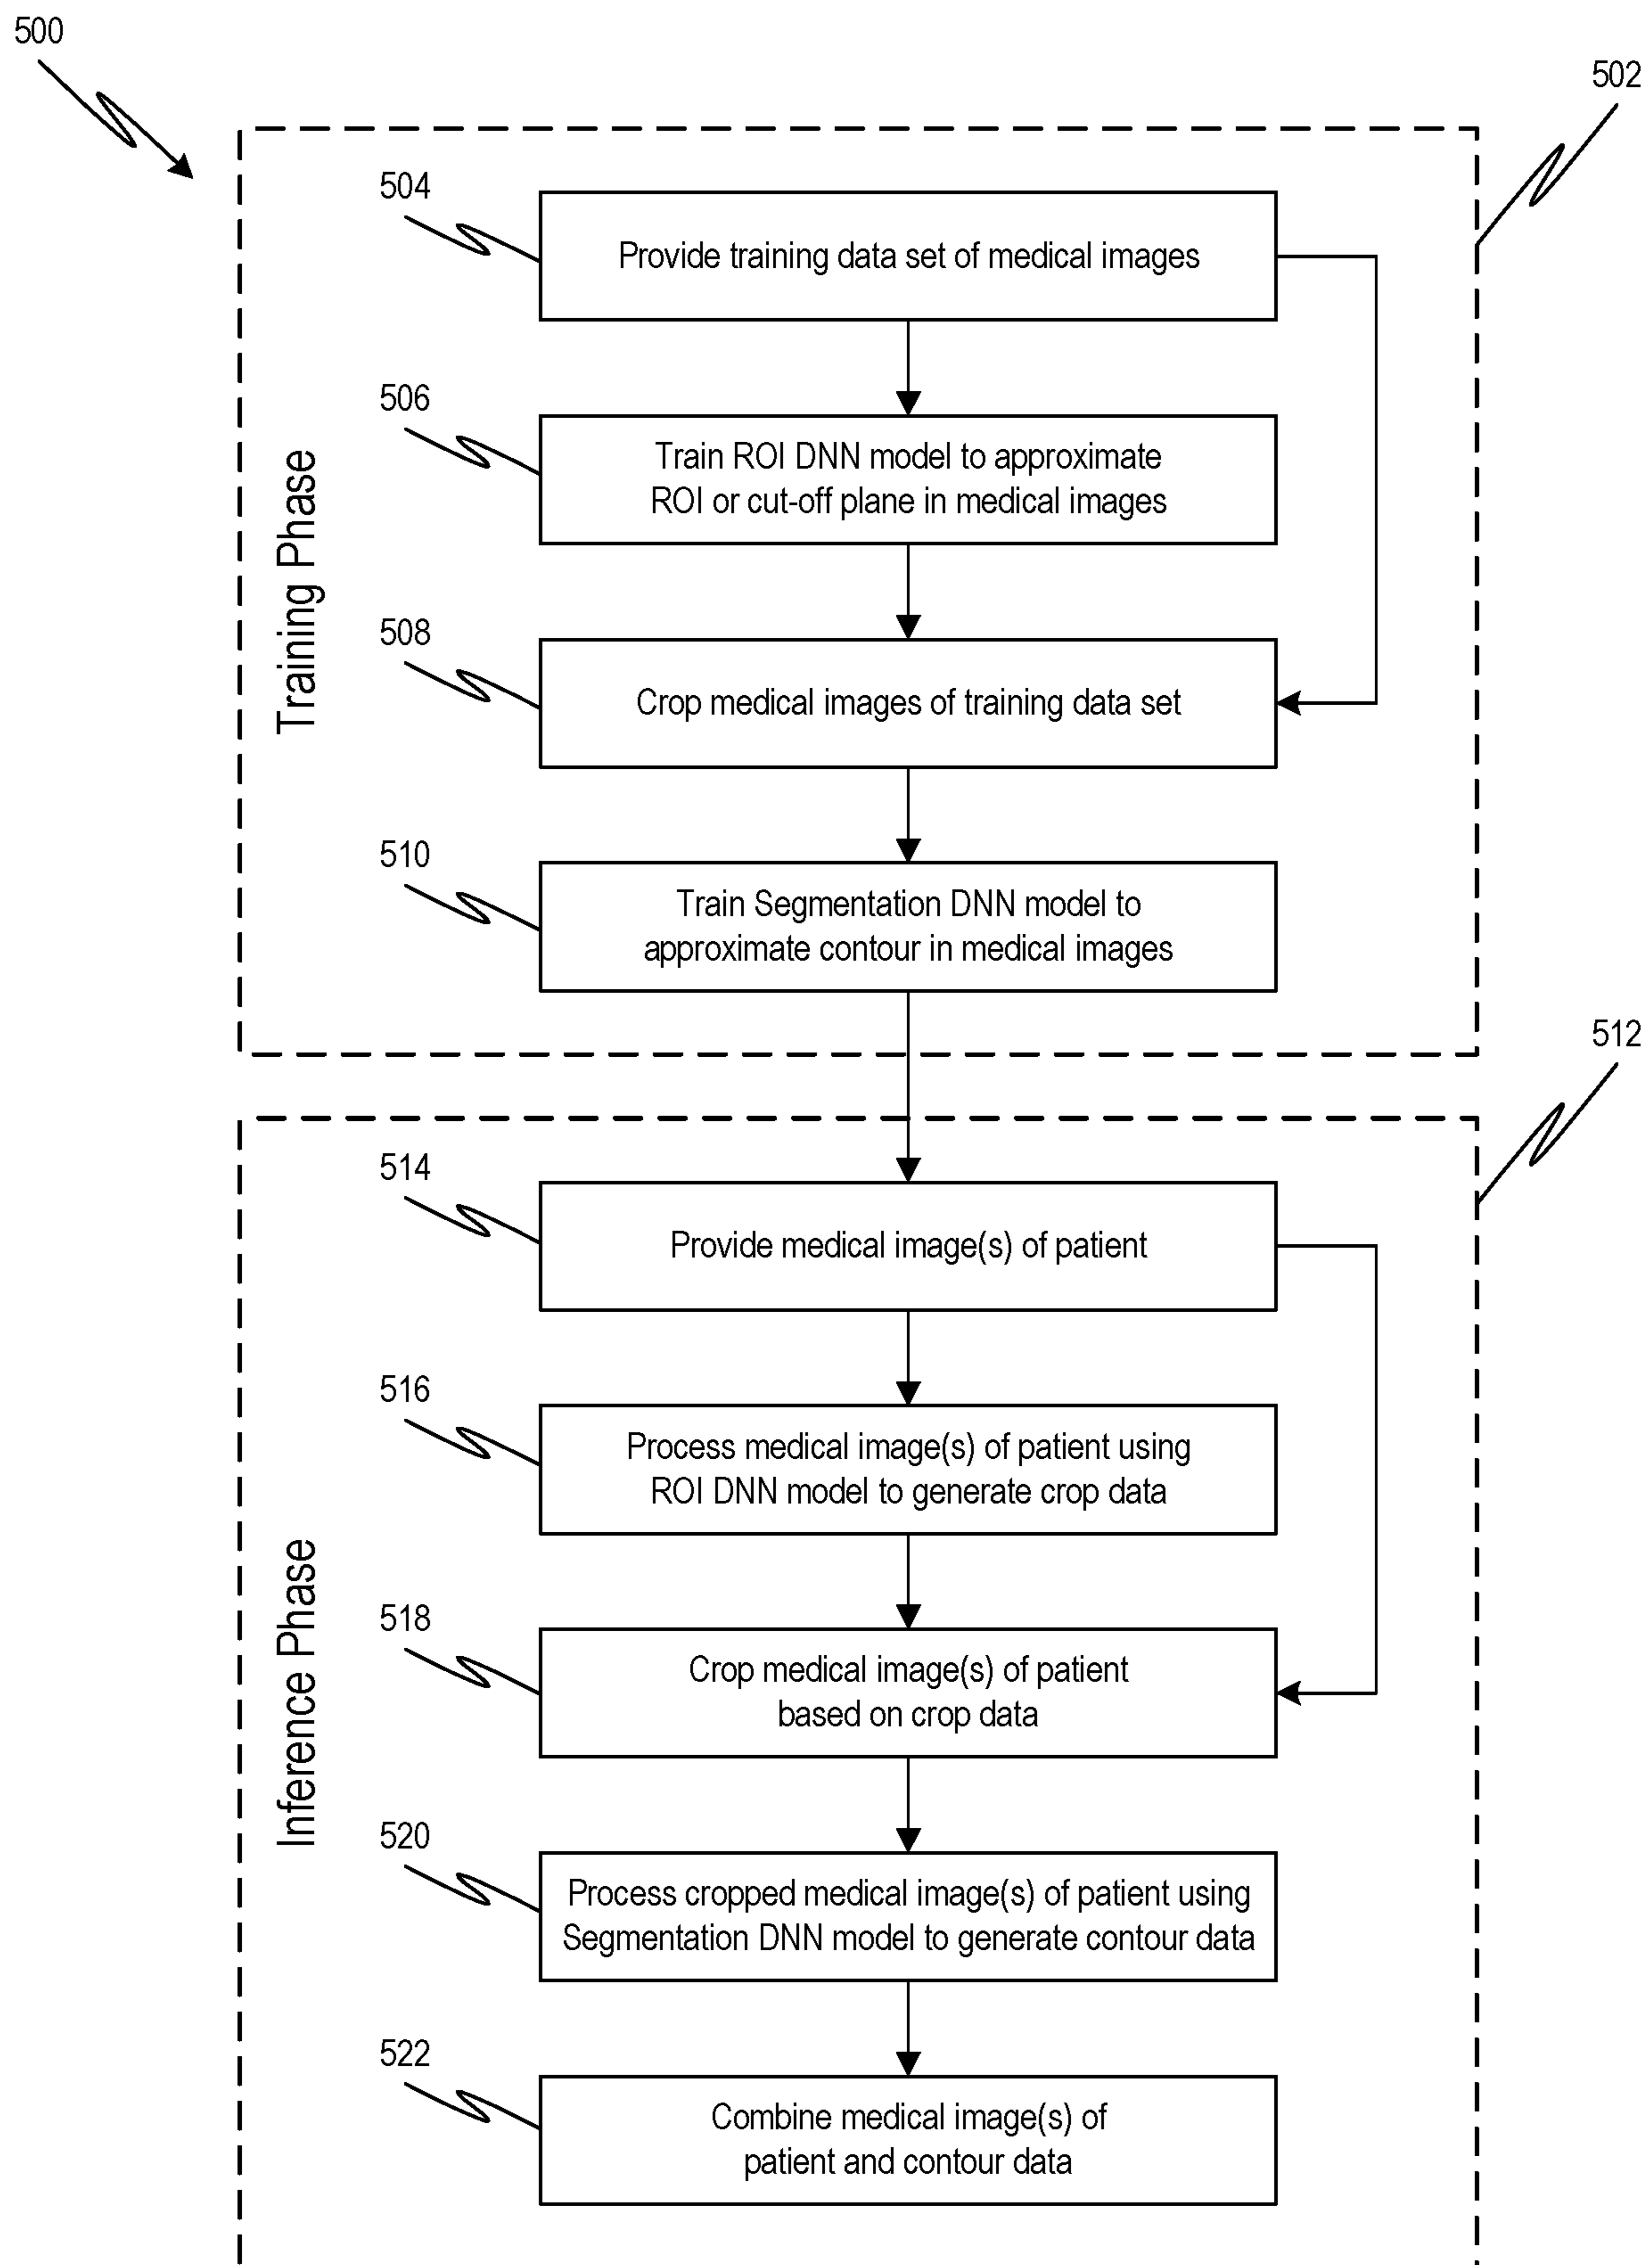 500
502
504
Provide training data set of medical images
506
Train ROI DNN model to approximate
ROI or cut-off plane in medical images
Training Phase
508
Crop medical images of training data set
510
Train Segmentation DNN model to
approximate contour in medical images
512
514
Provide medical image(s) of patient
516
Process medical image(s) of patient using
ROI DNN model to generate crop data
Inference Phase
518
Crop medical image(s) of patient
based on crop data
520
Process cropped medical image(s) of patient using
Segmentation DNN model to generate contour data
522
Combine medical image(s) of
patient and contour data